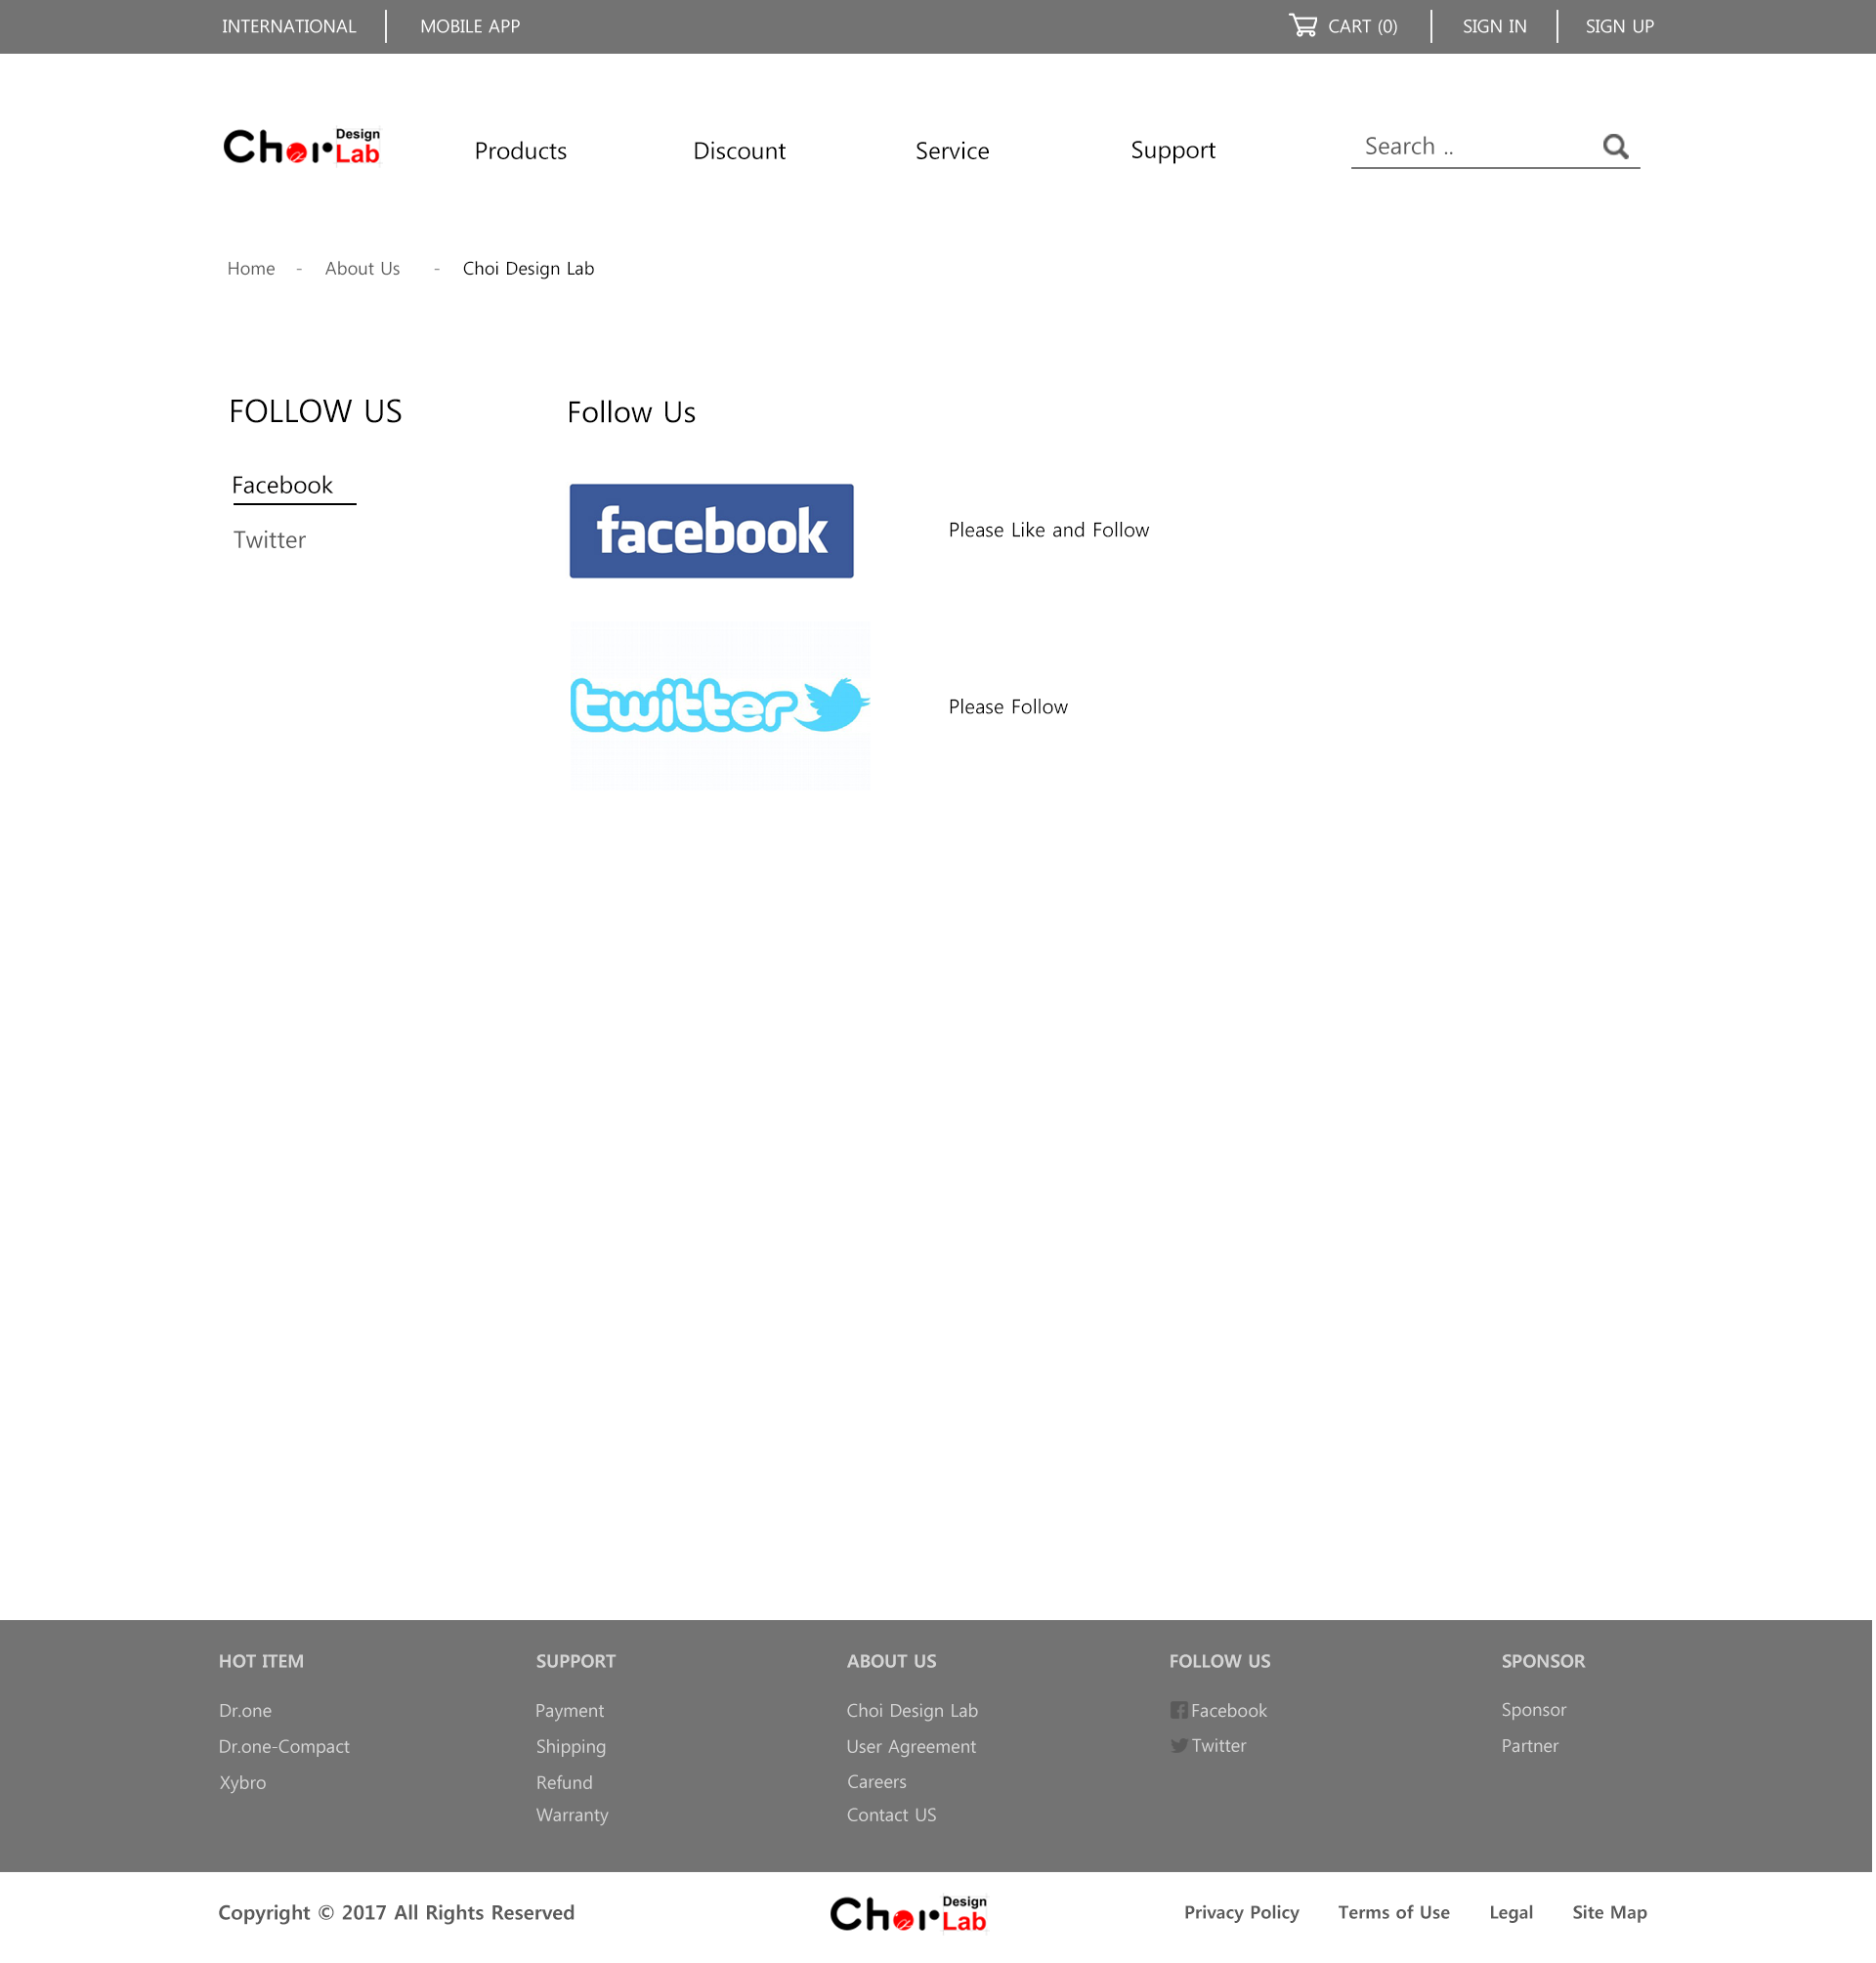 INTERNATIONAL MOBILE APP CART (0) SIGN IN SIGN UP
Choi Design Lab Products Discount Service Support Search ..
Home - About Us - Choi Design Lab
FOLLOW US Follow Us
Facebook
facebook Please Like and Follow
Twitter
twitter Please Follow
HOT ITEM SUPPORT ABOUT US FOLLOW US SPONSOR
Dr.one Payment Choi Design Lab Facebook Sponsor
Dr.one-Compact Shipping User Agreement Twitter Partner
Xybro Refund Careers
Warranty Contact US
Copyright © 2017 All Rights Reserved Choi Design Lab Privacy Policy Terms of Use Legal Site Map